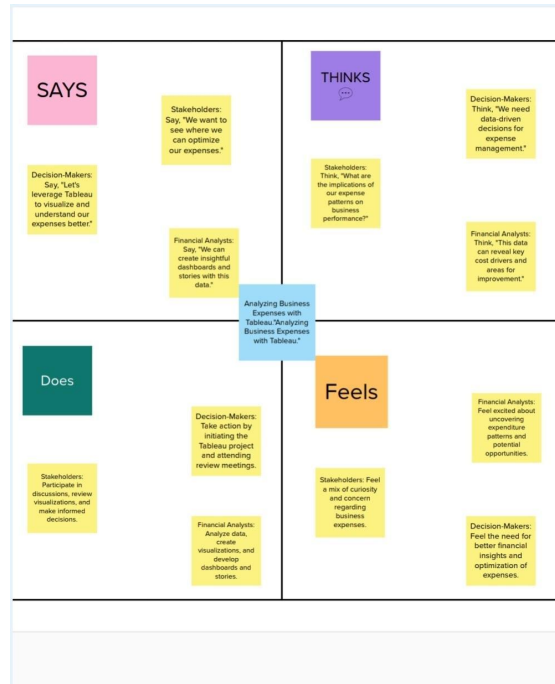 SAYS
Stakeholders:
Say, "We want to
see where we
can optimize
our expenses."
Decision-Makers:
Say, "Let's
leverage Tableau
to visualize and
understand our
expenses better."
Financial Analysts:
Say, "We can
create insightful
dashboards and
stories with this
data."
THINKS
Decision-Makers:
Think, "We need
data-driven
decisions for
expense
management."
Stakeholders:
Think, "What are
the implications of
our expense
patterns on
business
performance?"
Financial Analysts:
Think, "This data
can reveal key
cost drivers and
areas for
improvement."
Analyzing Business
Expenses with
Tableau."Analyzing
Business Expenses
with Tableau."
Does
Decision-Makers:
Take action by
initiating the
Tableau project
and attending
review meetings.
Stakeholders:
Participate in
discussions, review
visualizations, and
make informed
decisions.
Financial Analysts:
Analyze data,
create
visualizations, and
develop
dashboards and
stories.
Feels
Financial Analysts:
Feel excited about
uncovering
expenditure
patterns and
potential
opportunities.
Stakeholders: Feel
a mix of curiosity
and concern
regarding
business
expenses.
Decision-Makers:
Feel the need for
better financial
insights and
optimization of
expenses.